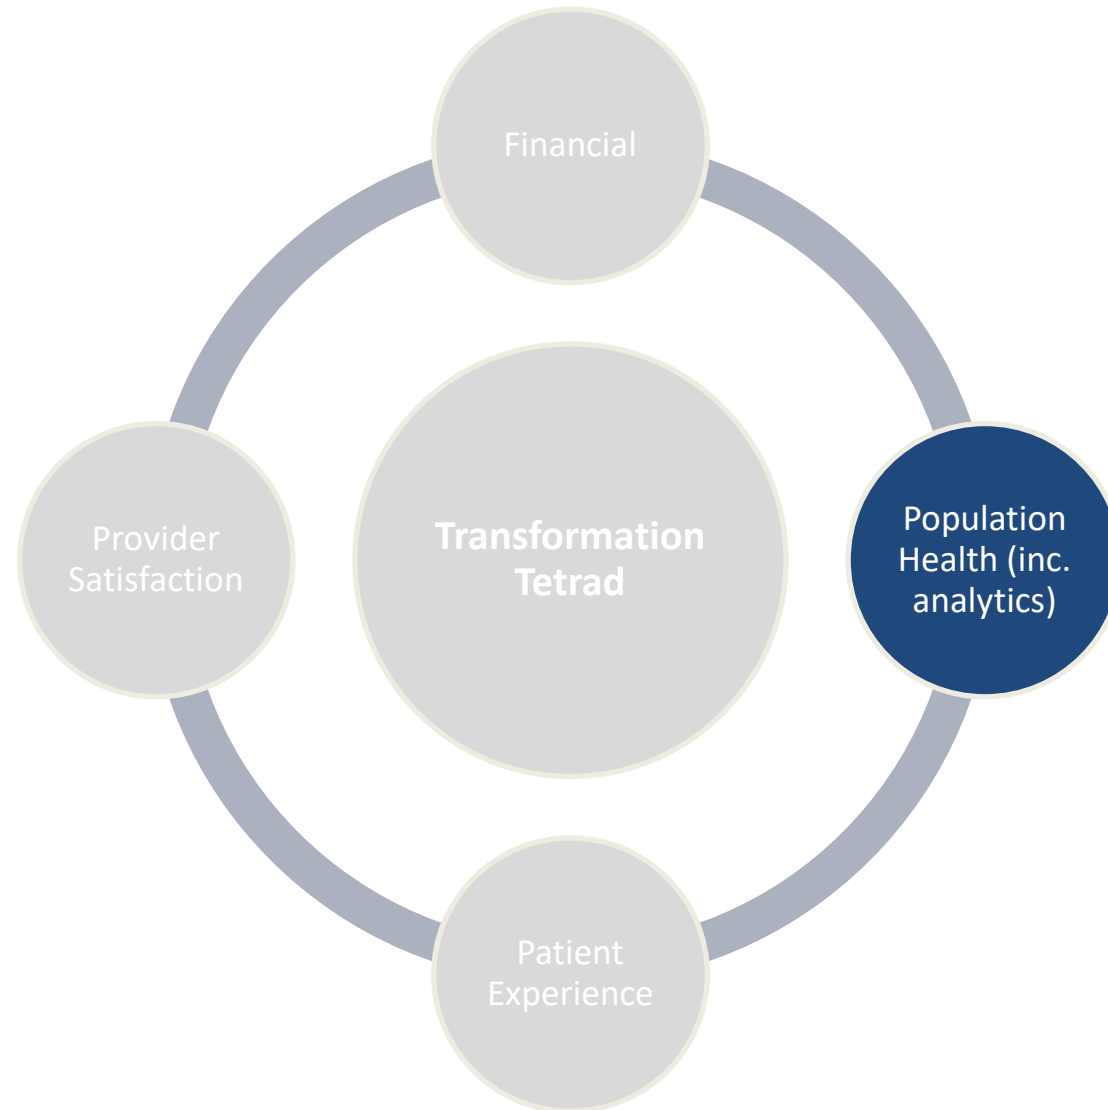 Financial
Transformation
Tetrad
Provider
Satisfaction
Population
Health (inc.
analytics)
Patient
Experience